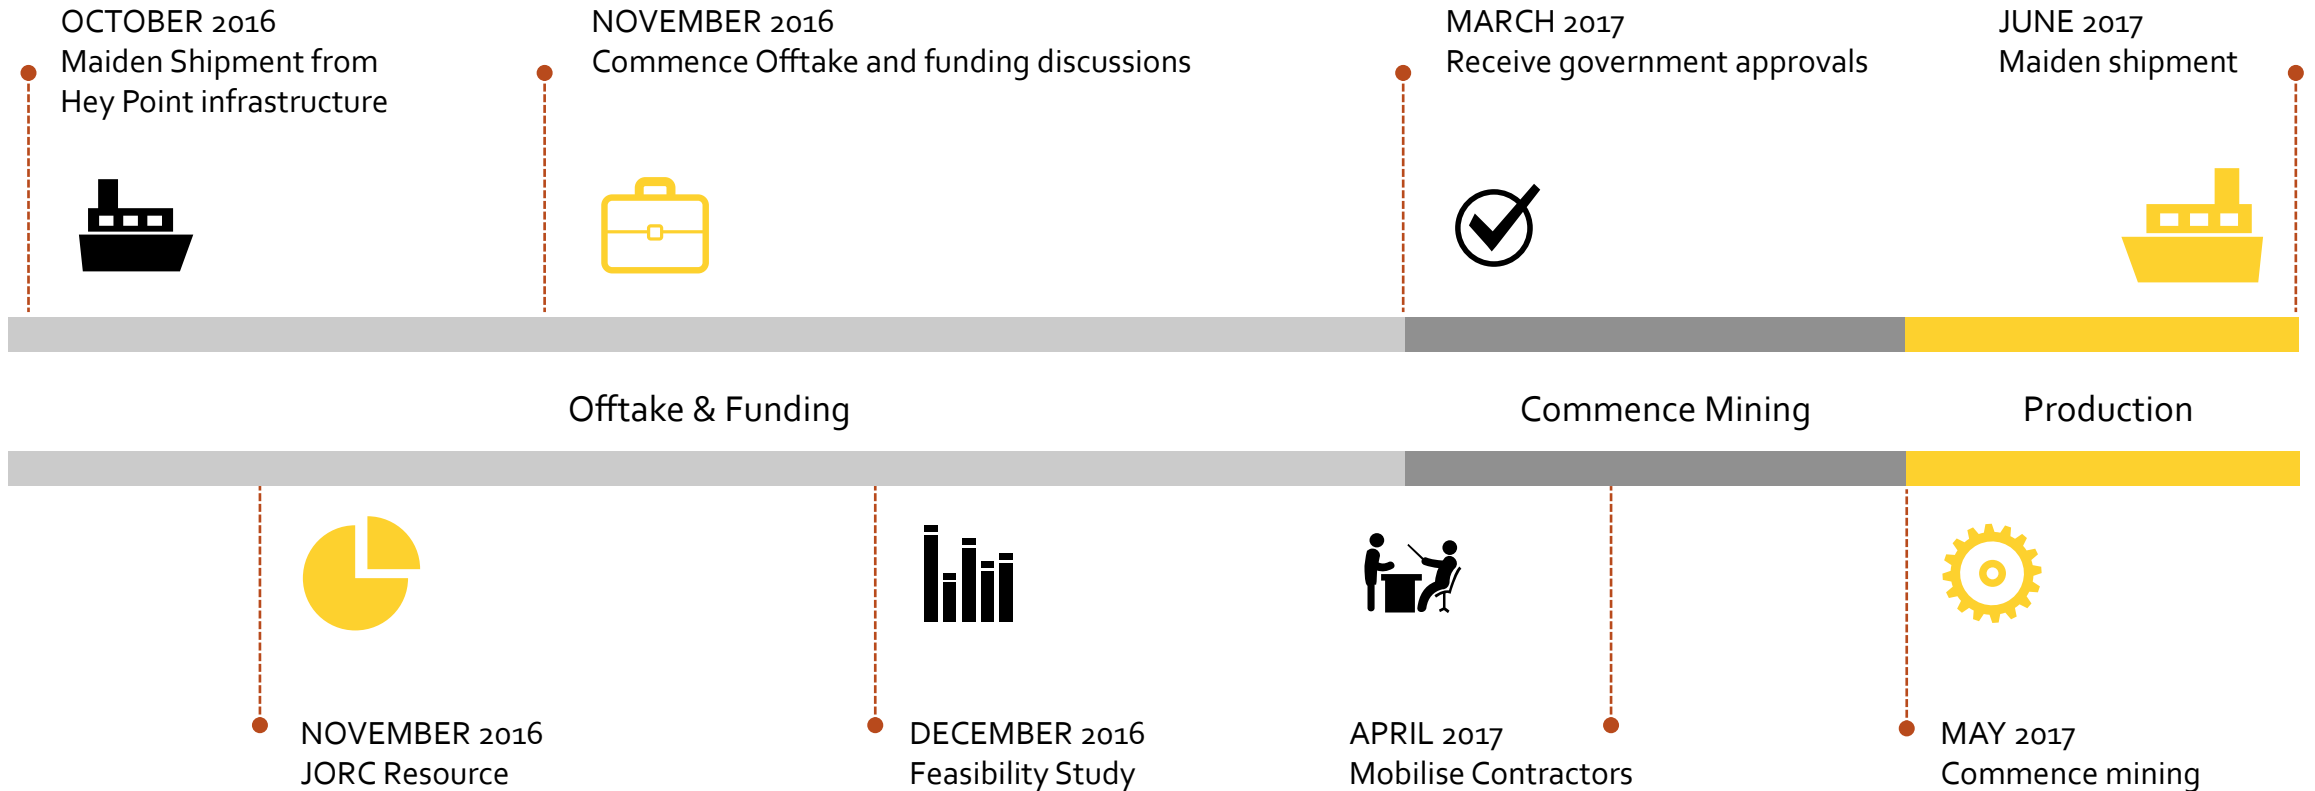 OCTOBER 2016
Maiden Shipment from
Hey Point infrastructure
NOVEMBER 2016
Commence Offtake and funding discussions
MARCH 2017
Receive government approvals
JUNE 2017
Maiden shipment
Offtake & Funding
Commence Mining
Production
NOVEMBER 2016
JORC Resource
DECEMBER 2016
Feasibility Study
APRIL 2017
Mobilise Contractors
MAY 2017
Commence mining